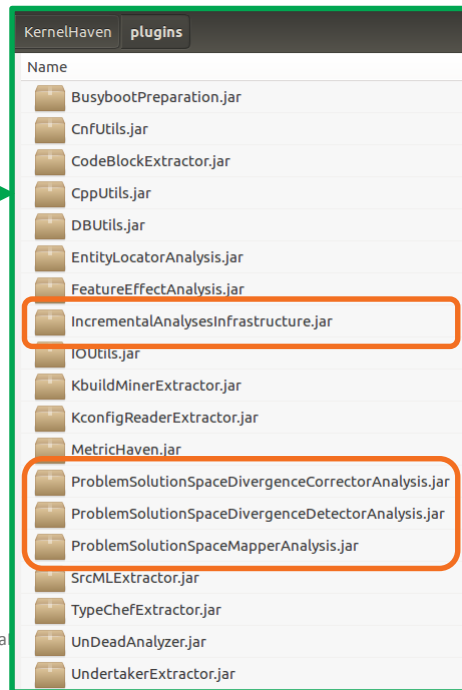 KernelHaven plugins
Name
BusybootPreparation.jar
CnfUtils.jar
CodeBlockExtractor.jar
CppUtils.jar
DBUtils.jar
EntityLocatorAnalysis.jar
FeatureEffectAnalysis.jar
IncrementalAnalysesInfrastructure.jar
IOUtils.jar
KbuildMinerExtractor.jar
KconfigReaderExtractor.jar
MetricHaven.jar
ProblemSolutionSpaceDivergenceCorrectorAnalysis.jar
ProblemSolutionSpaceDivergenceDetectorAnalysis.jar
ProblemSolutionSpaceMapperAnalysis.jar
SrcMLExtractor.jar
TypeChefExtractor.jar
UnDeadAnalyzer.jar
UndertakerExtractor.jar